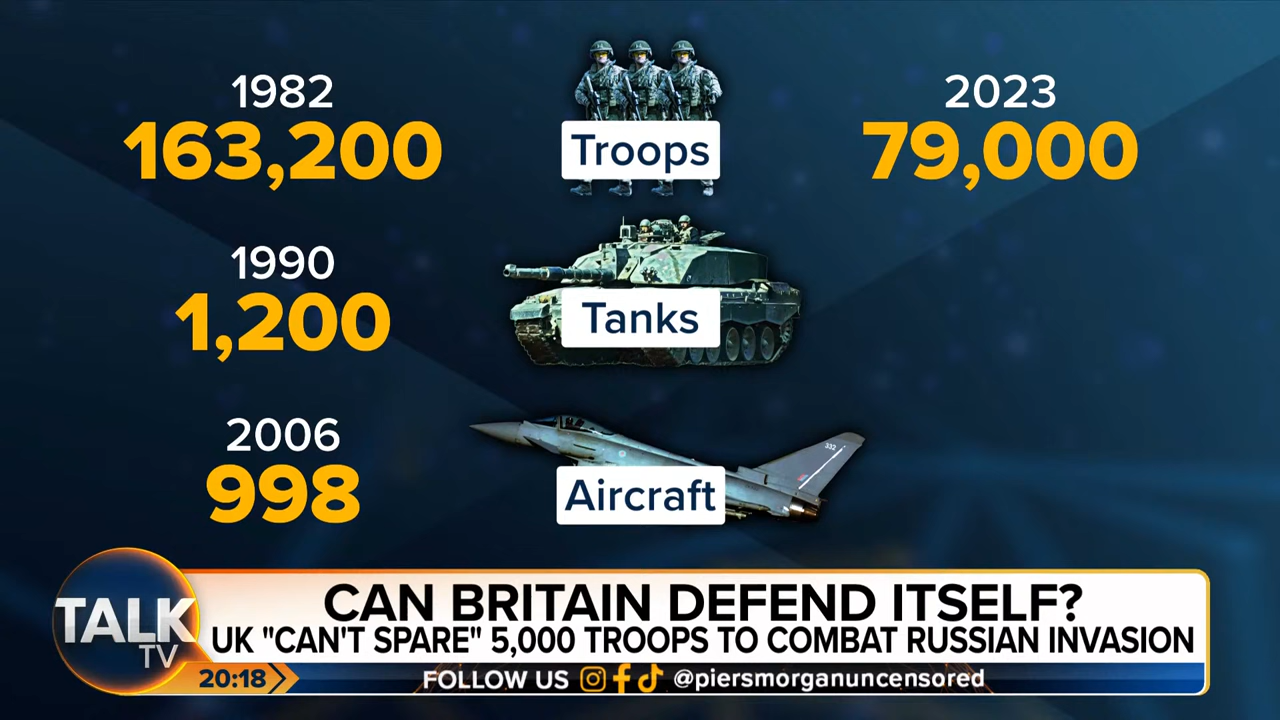 1982
163,200
Troops
2023
79,000
1990
1,200
Tanks
2006
998
Aircraft
332
TALK
TV
CAN BRITAIN DEFEND ITSELF?
UK "CAN'T SPARE" 5,000 TROOPS TO COMBAT RUSSIAN INVASION
20:18
FOLLOW US @piersmorganuncensored